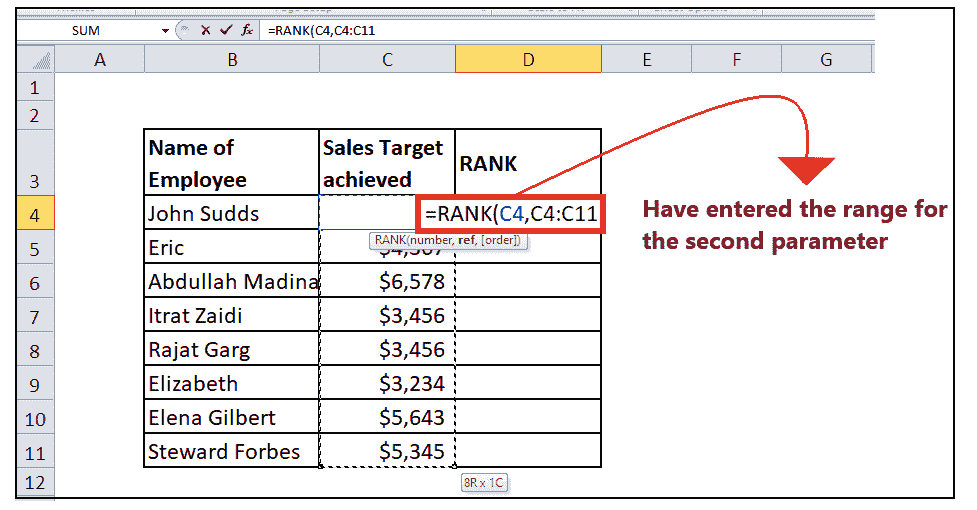 SUM fx =RANK(C4,C4:C11
A B C D E F G
1
2
3 Name of Employee Sales Target achieved RANK
4 John Sudds =RANK(C4,C4:C11
RANK(number, ref, [order])
5 Eric
6 Abdullah Madina $6,578
7 Itrat Zaidi $3,456
8 Rajat Garg $3,456
9 Elizabeth $3,234
10 Elena Gilbert $5,643
11 Steward Forbes $5,345
12 8R x 1C
Have entered the range for
the second parameter